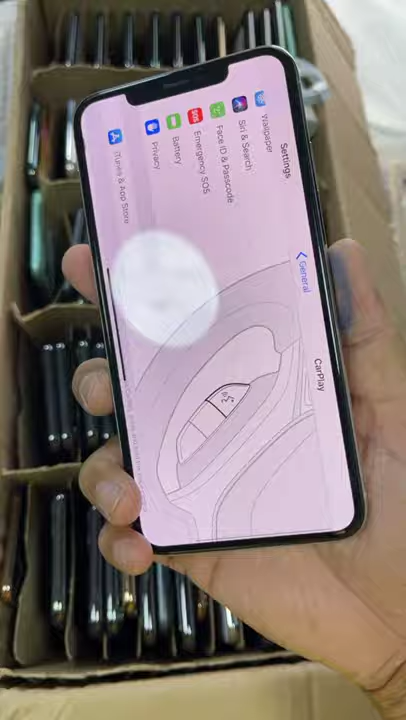 Settings
Wallpaper
Siri & Search
Face ID & Passcode
SOS
Emergency SOS
Battery
Privacy
iTunes & App Store
General
CarPlay